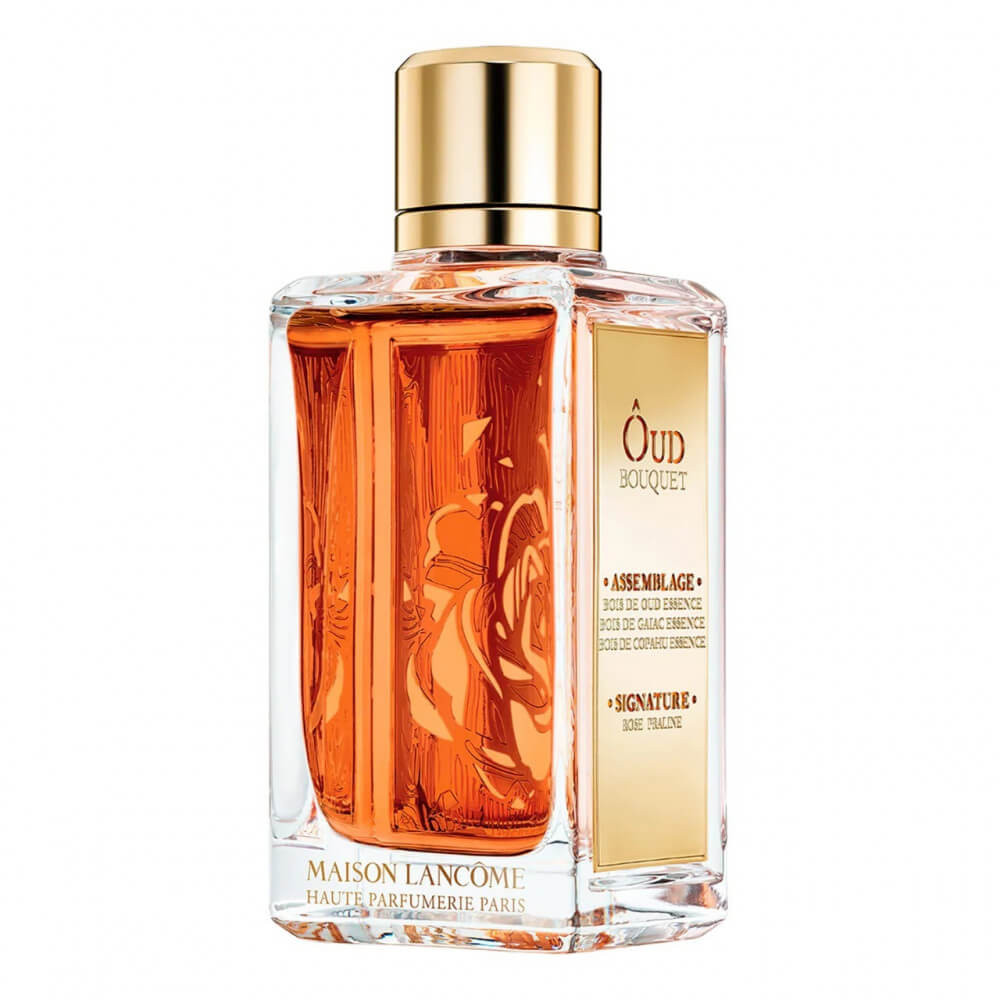 ÔUD
BOUQUET
• ASSEMBLAGE •
BOIS DE OUD ESSENCE
BOIS DE GAIAC ESSENCE
BOIS DE COPAHU ESSENCE
• SIGNATURE •
ROSE PRALINE
MAISON LANCÔME
HAUTE PARFUMERIE PARIS